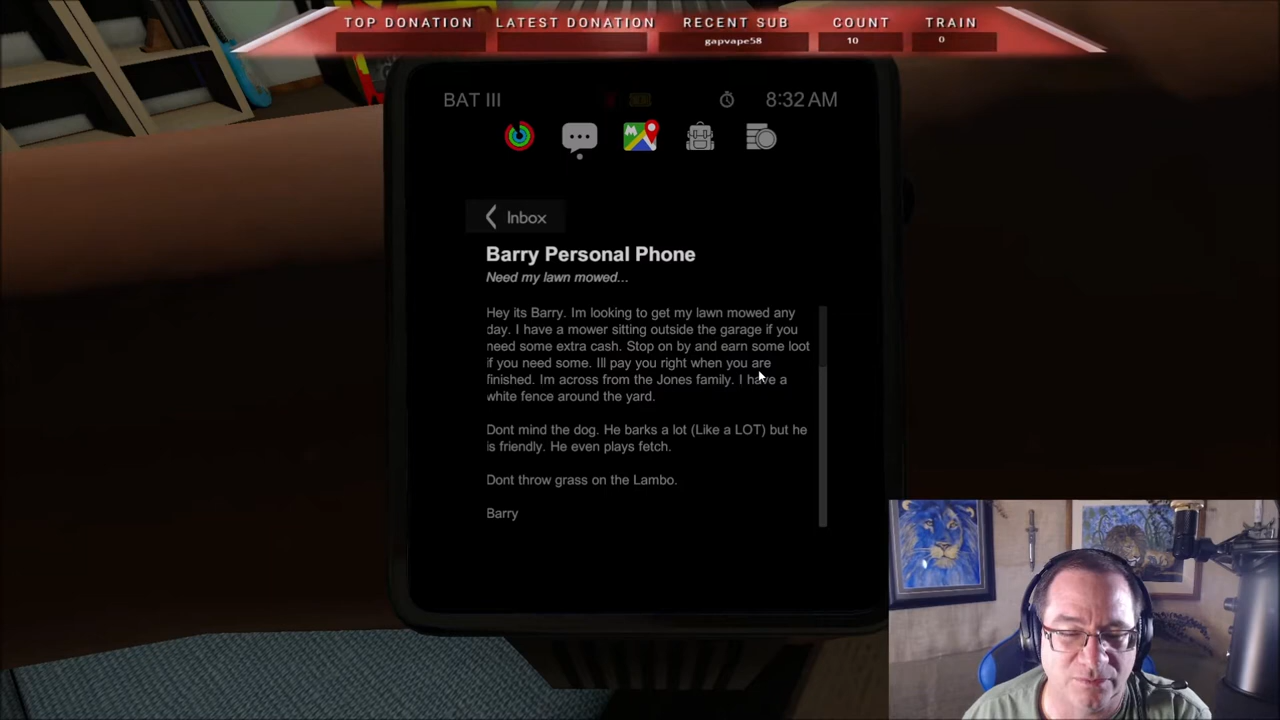 TOP DONATION LATEST DONATION RECENT SUB COUNT TRAIN
gapvape58 10 0
BAT III 8:32 AM
Inbox
Barry Personal Phone
Need my lawn mowed...
Hey its Barry. Im looking to get my lawn mowed any
day. I have a mower sitting outside the garage if you
need some extra cash. Stop on by and earn some loot
if you need some. Ill pay you right when you are
finished. Im across from the Jones family. I have a
white fence around the yard.
Dont mind the dog. He barks a lot (Like a LOT) but he
is friendly. He even plays fetch.
Dont throw grass on the Lambo.
Barry